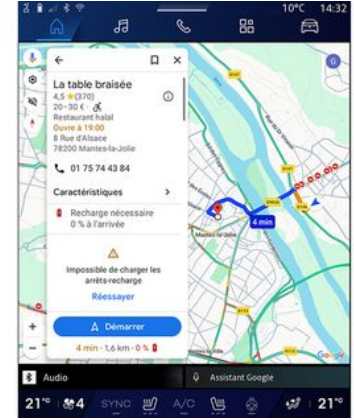 10°C 14:32
G
La table braisée
4,5 ★(370)
20–30 € ·
Restaurant halal
Ouvre à 19:00
8 Rue d'Alsace
78200 Mantes-la-Jolie
01 75 74 43 84
Caractéristiques
Recharge nécessaire
0 % à l'arrivée
Impossible de charger les
arrêts-recharge
Réessayer
Démarrer
4 min · 1,6 km · 0 %
4 min
Mantes-la-Jolie
Google
Audio
Assistant Google
21°C 4 SYNC A/C 21°C